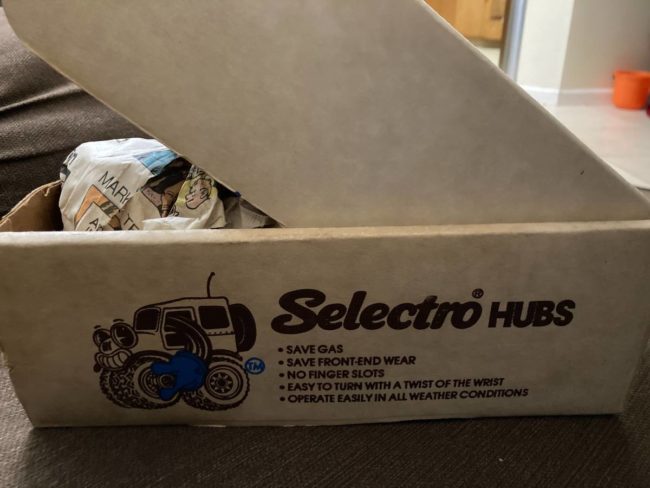 MAR
Selectro® HUBS
• SAVE GAS
• SAVE FRONT-END WEAR
• NO FINGER SLOTS
• EASY TO TURN WITH A TWIST OF THE WRIST
• OPERATE EASILY IN ALL WEATHER CONDITIONS
TM